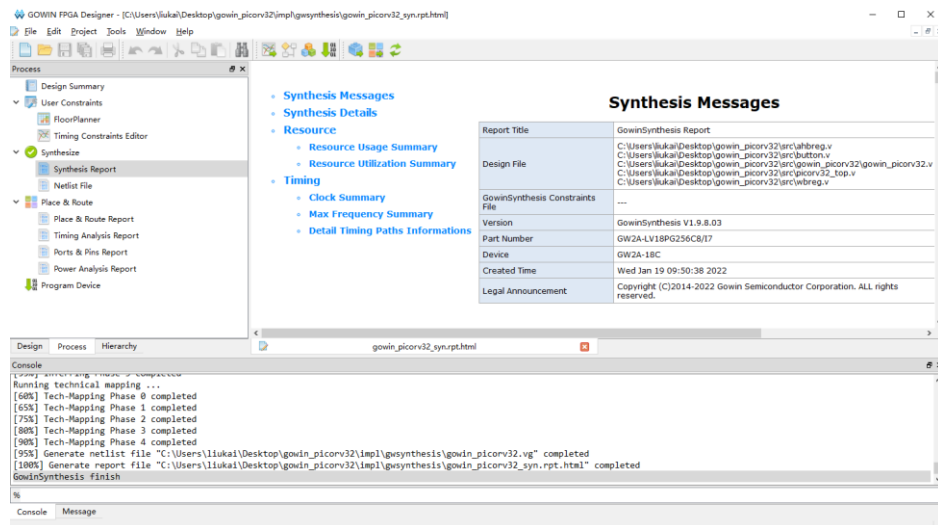 GOWIN FPGA Designer - [C:\Users\liukai\Desktop\gowin_picorv32\impl\gwsynthesis\gowin_picorv32_syn.rpt.html]
File Edit Project Tools Window Help
Process
Design Summary
User Constraints
FloorPlanner
Timing Constraints Editor
Synthesize
Synthesis Report
Netlist File
Place & Route
Place & Route Report
Timing Analysis Report
Ports & Pins Report
Power Analysis Report
Program Device
Design Process Hierarchy
Synthesis Messages
Synthesis Details
Resource
Resource Usage Summary
Resource Utilization Summary
Timing
Clock Summary
Max Frequency Summary
Detail Timing Paths Informations
Synthesis Messages
Report Title GowinSynthesis Report
Design File
C:\Users\liukai\Desktop\gowin_picorv32\src\ahbreg.v
C:\Users\liukai\Desktop\gowin_picorv32\src\button.v
C:\Users\liukai\Desktop\gowin_picorv32\src\gowin_picorv32\gowin_picorv32.v
C:\Users\liukai\Desktop\gowin_picorv32\src\picorv32_top.v
C:\Users\liukai\Desktop\gowin_picorv32\src\wbreg.v
GowinSynthesis Constraints
File
---
Version GowinSynthesis V1.9.8.03
Part Number GW2A-LV18PG256C8/I7
Device GW2A-18C
Created Time Wed Jan 19 09:50:38 2022
Legal Announcement
Copyright (C)2014-2022 Gowin Semiconductor Corporation. ALL rights
reserved.
gowin_picorv32_syn.rpt.html
Console
Running technical mapping ...
[60%] Tech-Mapping Phase 0 completed
[65%] Tech-Mapping Phase 1 completed
[75%] Tech-Mapping Phase 2 completed
[80%] Tech-Mapping Phase 3 completed
[90%] Tech-Mapping Phase 4 completed
[95%] Generate netlist file "C:\Users\liukai\Desktop\gowin_picorv32\impl\gwsynthesis\gowin_picorv32.vg" completed
[100%] Generate report file "C:\Users\liukai\Desktop\gowin_picorv32\impl\gwsynthesis\gowin_picorv32_syn.rpt.html" completed
GowinSynthesis finish
%
Console Message